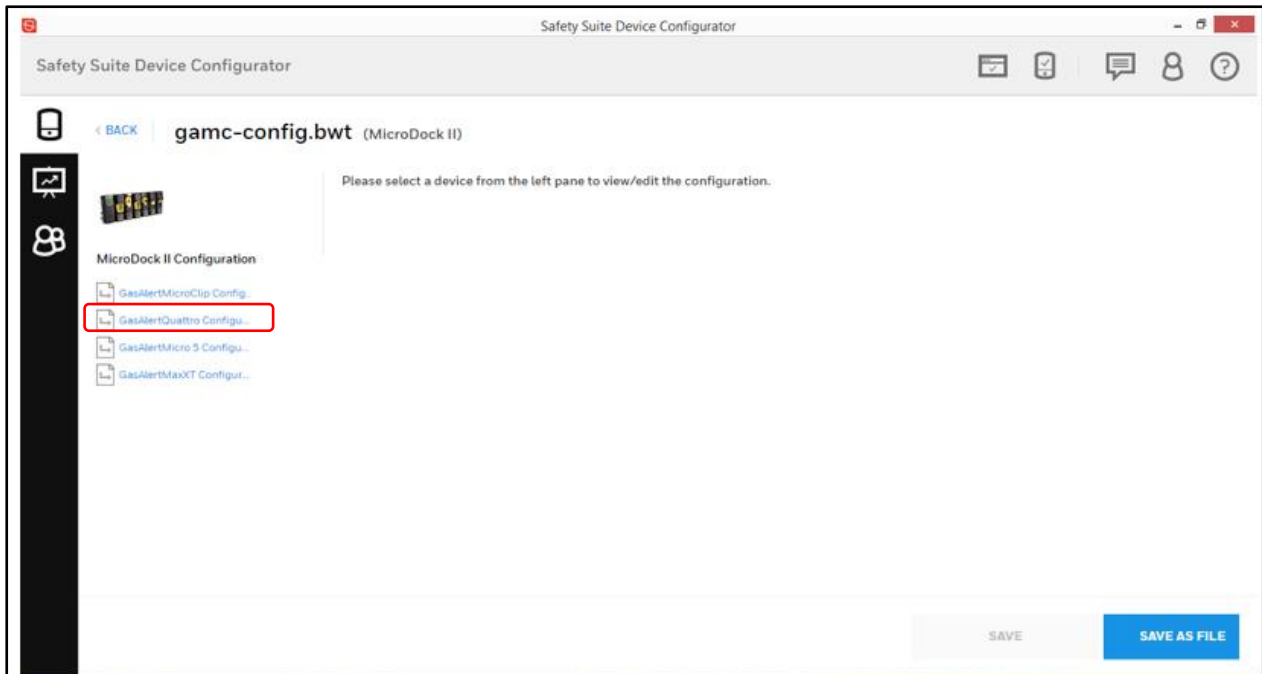 Safety Suite Device Configurator
Safety Suite Device Configurator
< BACK gamc-config.bwt (MicroDock II)
Please select a device from the left pane to view/edit the configuration.
MicroDock II Configuration
GasAlertMicroClip Config..
GasAlertQuattro Configu...
GasAlertMicro 5 Configu...
GasAlertMaxXT Configur...
SAVE
SAVE AS FILE